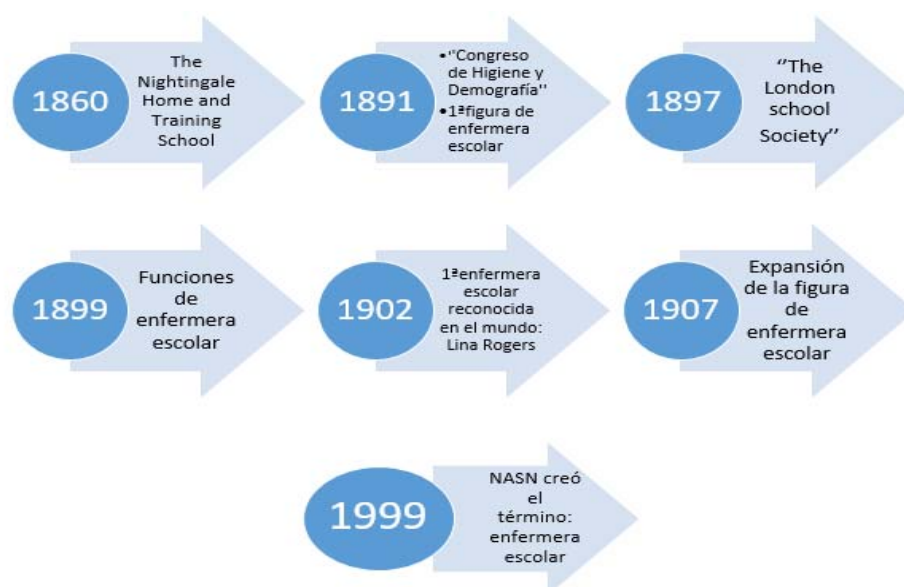 1860
The
Nightingale
Home and
Training
School
1891
•"Congreso
de Higiene y
Demografía"
•1ªfigura de
enfermera
escolar
1897
"The
London
school
Society"
1899
Funciones
de
enfermera
escolar
1902
1ªenfermera
escolar
reconocida
en el mundo:
Lina Rogers
1907
Expansión
de la figura
de
enfermera
escolar
1999
NASN creó
el
término:
enfermera
escolar